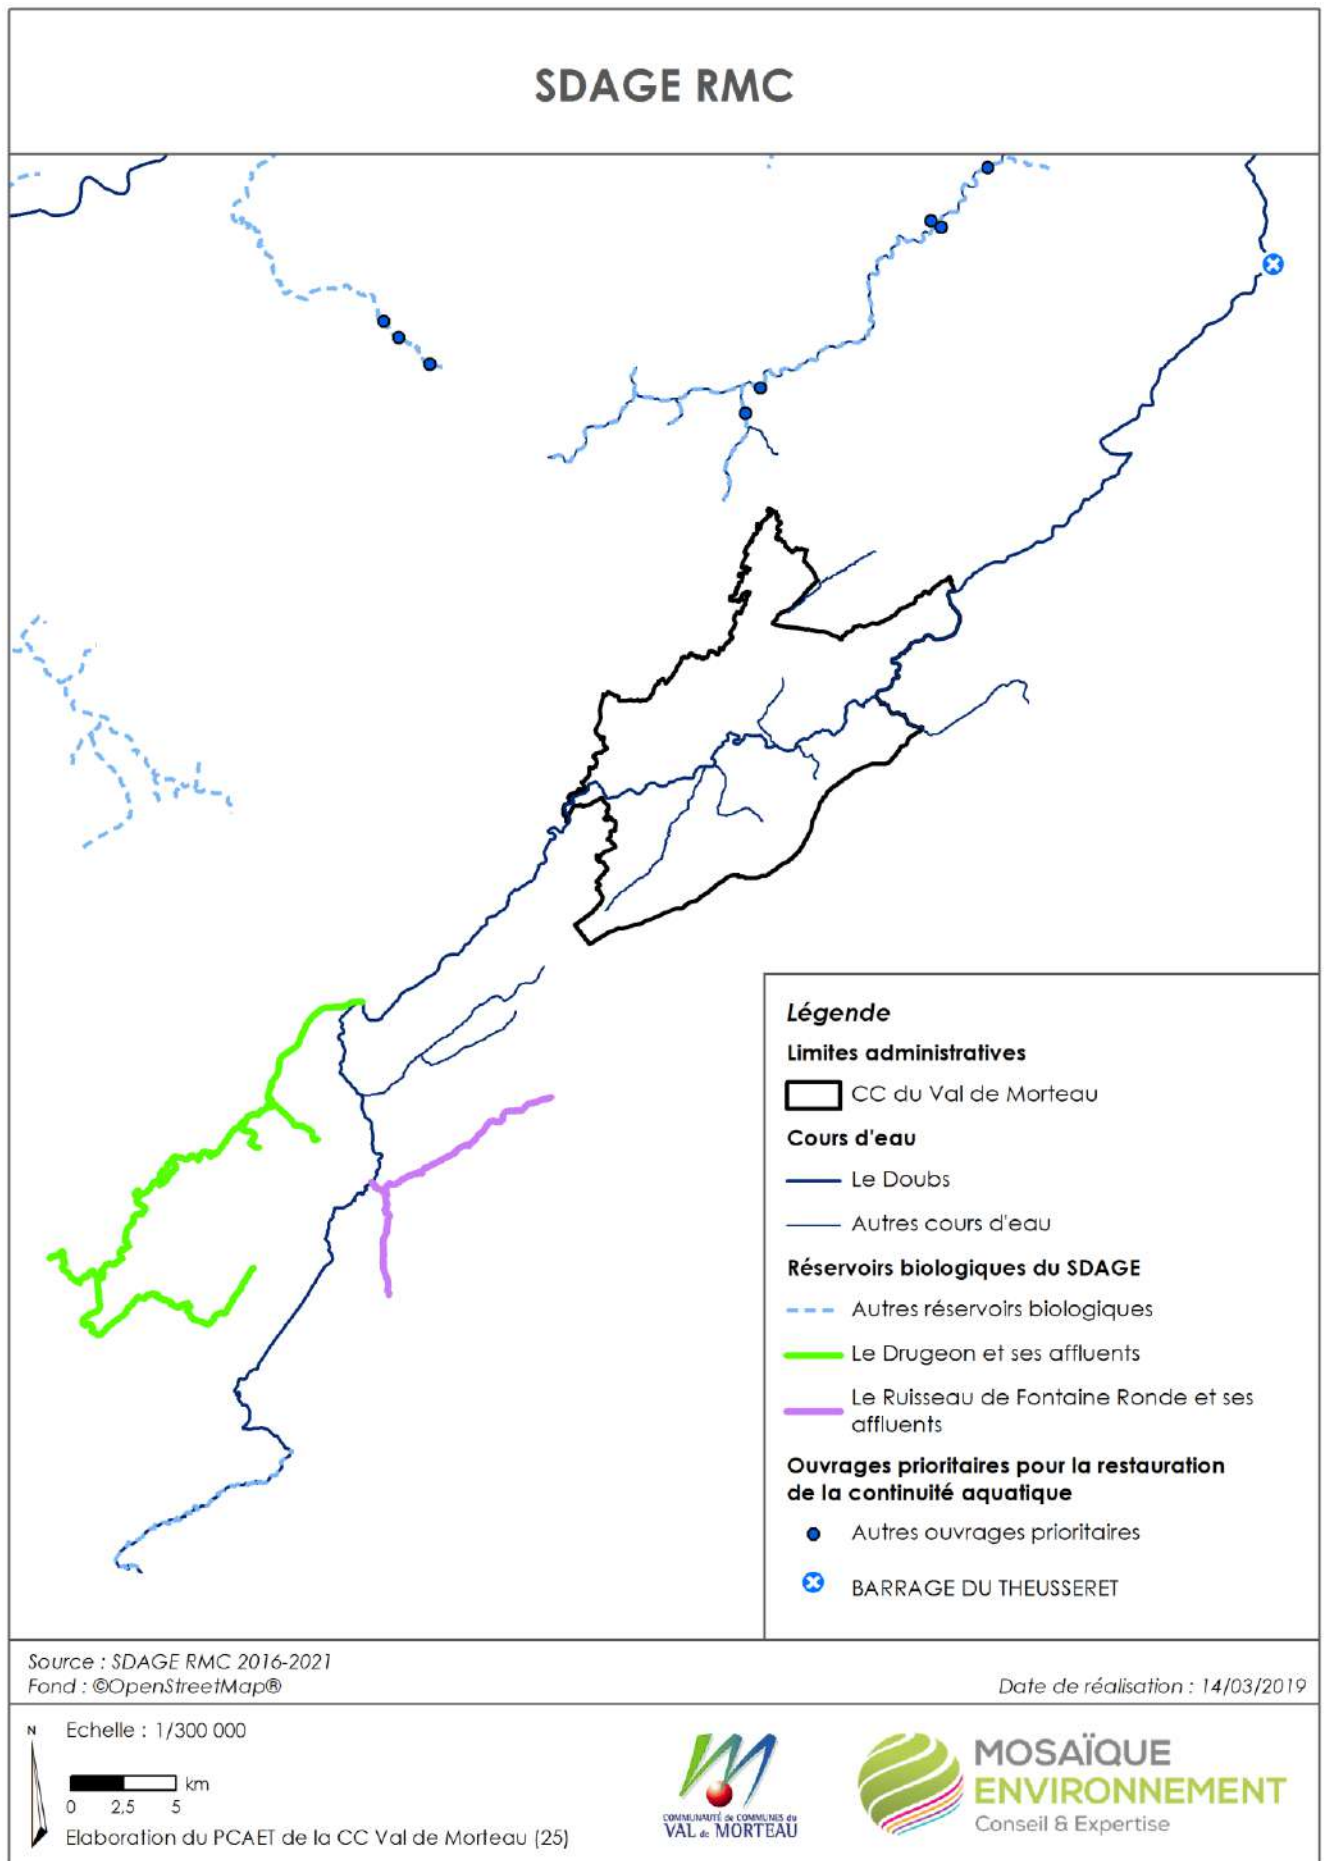 SDAGE RMC
Légende
Limites administratives
CC du Val de Morteau
Cours d'eau
Le Doubs
Autres cours d'eau
Réservoirs biologiques du SDAGE
Autres réservoirs biologiques
Le Drugeon et ses affluents
Le Ruisseau de Fontaine Ronde et ses
affluents
Ouvrages prioritaires pour la restauration
de la continuité aquatique
Autres ouvrages prioritaires
BARRAGE DU THEUSSERET
Source : SDAGE RMC 2016-2021
Fond : ©OpenStreetMap®
Date de réalisation : 14/03/2019
N
Echelle : 1/300 000
km
0 2,5 5
Elaboration du PCAET de la CC Val de Morteau (25)
COMMUNAUTÉ de COMMUNES du
VAL de MORTEAU
MOSAÏQUE
ENVIRONNEMENT
Conseil & Expertise